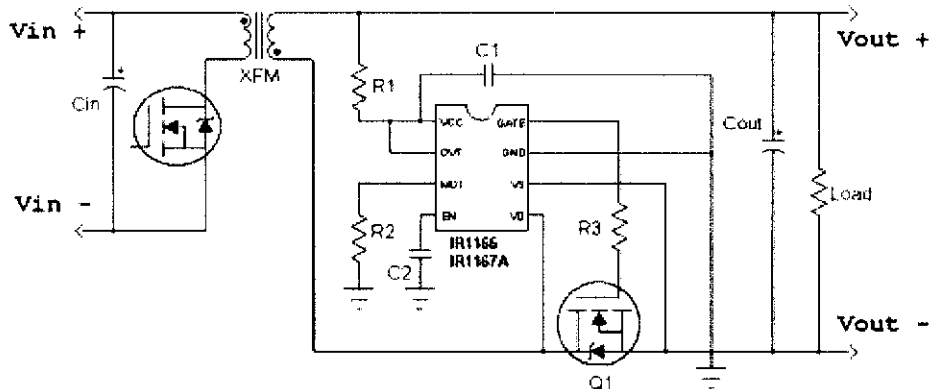 Vin +
Vout +
C1
XFM
R1
Cin
VCC
GATE
Cout
OVT
GND
MOT
VS
Load
Vin -
EN
VD
R2
R3
IR1166
IR1167A
C2
Vout -
Q1